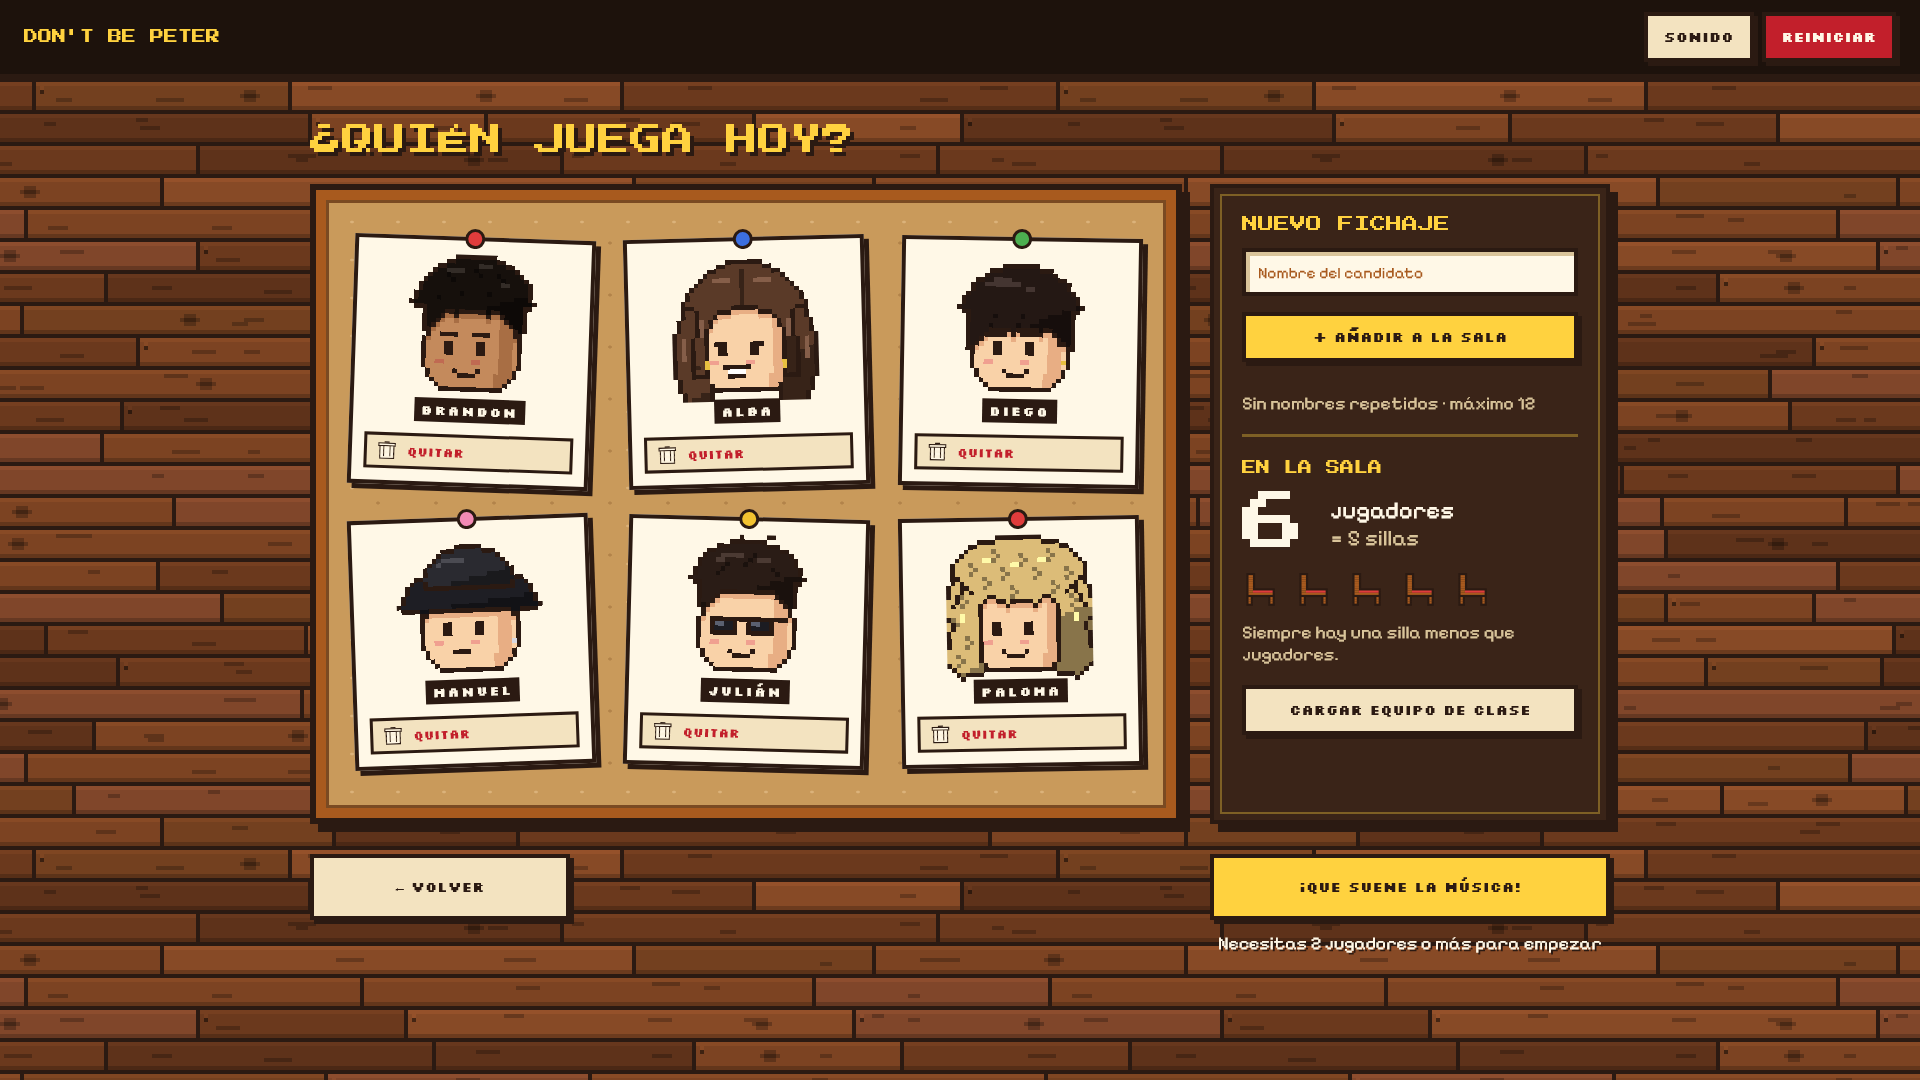 DON'T BE PETER
SONIDO
REINICIAR
¿QUIÉN JUEGA HOY?
BRANDON
QUITAR
ALBA
QUITAR
DIEGO
QUITAR
MANUEL
QUITAR
JULIÁN
QUITAR
PALOMA
QUITAR
NUEVO FICHAJE
Nombre del candidato
+ AÑADIR A LA SALA
Sin nombres repetidos · máximo 12
EN LA SALA
6
jugadores
= 5 sillas
Siempre hay una silla menos que
jugadores.
CARGAR EQUIPO DE CLASE
← VOLVER
¡QUE SUENE LA MÚSICA!
Necesitas 2 jugadores o más para empezar